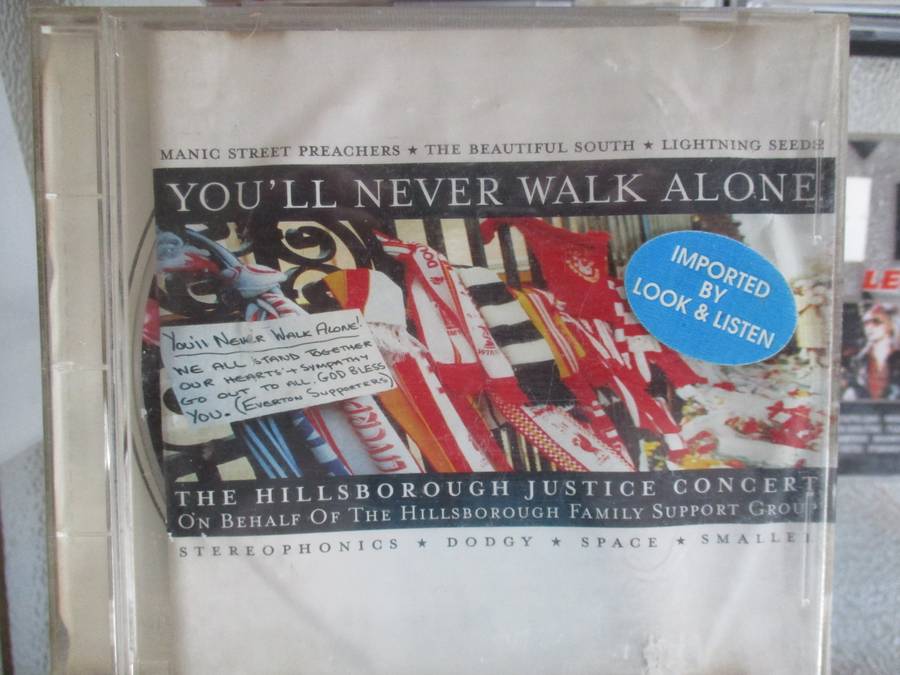 MANIC STREET PREACHERS ★ THE BEAUTIFUL SOUTH ★ LIGHTNING SEEDS
YOU'LL NEVER WALK ALONE
IMPORTED
BY
LOOK & LISTEN
You'll Never Walk Alone!
WE ALL STAND TOGETHER
OUR HEARTS + SYMPATHY
GO OUT TO ALL. GOD BLESS
YOU. (EVERTON SUPPORTERS)
THE HILLSBOROUGH JUSTICE CONCERT
ON BEHALF OF THE HILLSBOROUGH FAMILY SUPPORT GROUP
STEREOPHONICS ★ DODGY ★ SPACE ★ SMALLER
LE